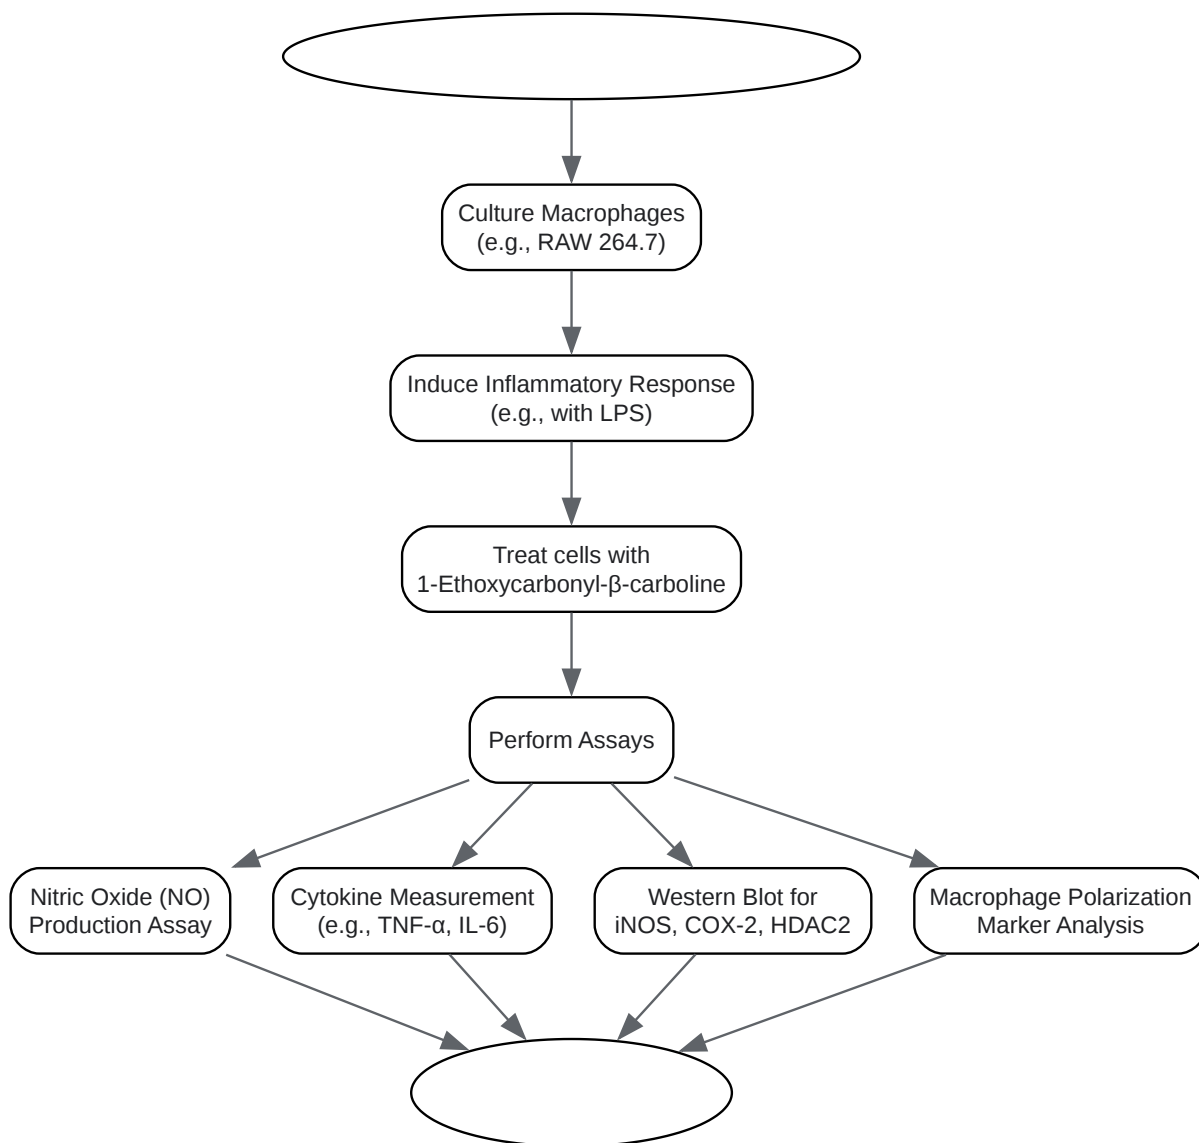 Culture Macrophages
(e.g., RAW 264.7)
Induce Inflammatory Response
(e.g., with LPS)
Treat cells with
1-Ethoxycarbonyl-β-carboline
Perform Assays
Nitric Oxide (NO)
Production Assay
Cytokine Measurement
(e.g., TNF-α, IL-6)
Western Blot for
iNOS, COX-2, HDAC2
Macrophage Polarization
Marker Analysis